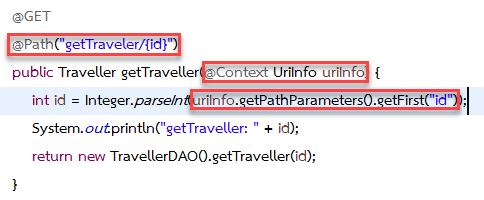 @GET
@Path("getTraveler/{id}")
public Traveller getTraveller(@Context UriInfo uriInfo) {
int id = Integer.parseInt(uriInfo.getPathParameters().getFirst("id"));
System.out.println("getTraveller: " + id);
return new TravellerDAO().getTraveller(id);
}